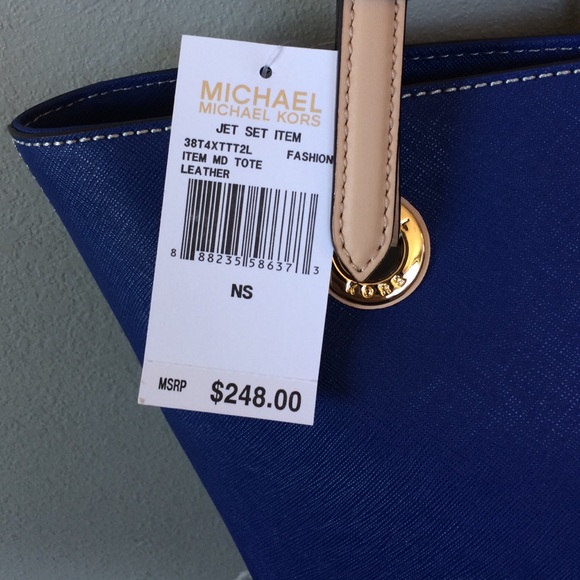 MICHAEL
MICHAEL KORS
JET SET ITEM
38T4XTTT2L FASHION
ITEM MD TOTE
LEATHER
8 88235 58637 3
NS
MSRP $248.00
KORS